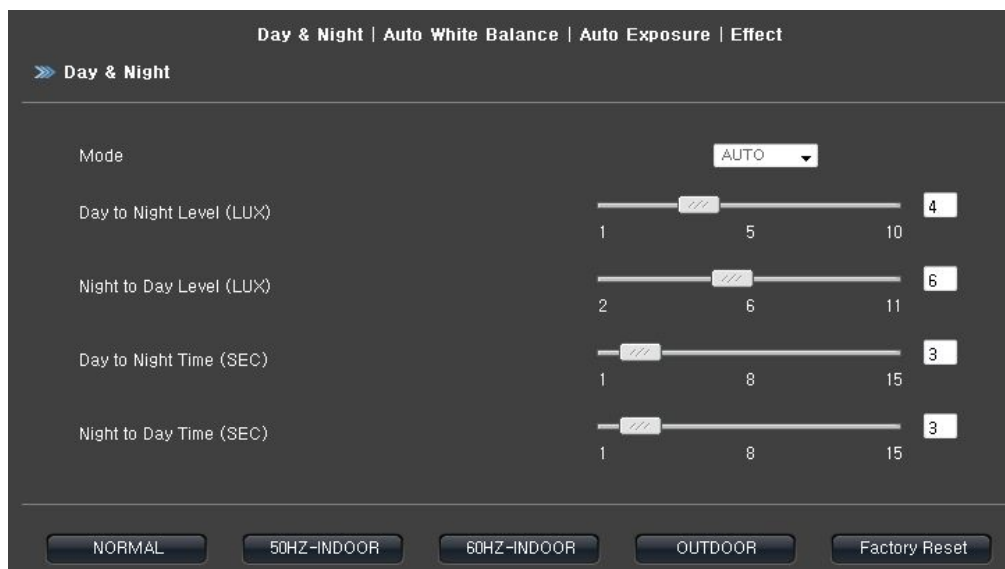 Day & Night | Auto White Balance | Auto Exposure | Effect
Day & Night
Mode AUTO
Day to Night Level (LUX) 4
1 5 10
Night to Day Level (LUX) 6
2 6 11
Day to Night Time (SEC) 3
1 8 15
Night to Day Time (SEC) 3
1 8 15
NORMAL 50HZ-INDOOR 60HZ-INDOOR OUTDOOR Factory Reset